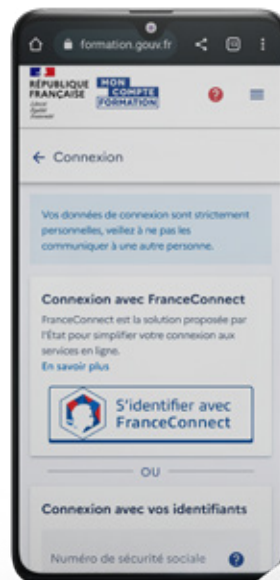 formation.gouv.fr
RÉPUBLIQUE
FRANÇAISE
Liberté
Égalité
Fraternité
MON
COMPTE
FORMATION
?
← Connexion
Vos données de connexion sont strictement
personnelles, veillez à ne pas les
communiquer à une autre personne.
Connexion avec FranceConnect
FranceConnect est la solution proposée par
l'État pour simplifier votre connexion aux
services en ligne.
En savoir plus
S'identifier avec
FranceConnect
OU
Connexion avec vos identifiants
Numéro de sécurité sociale ?